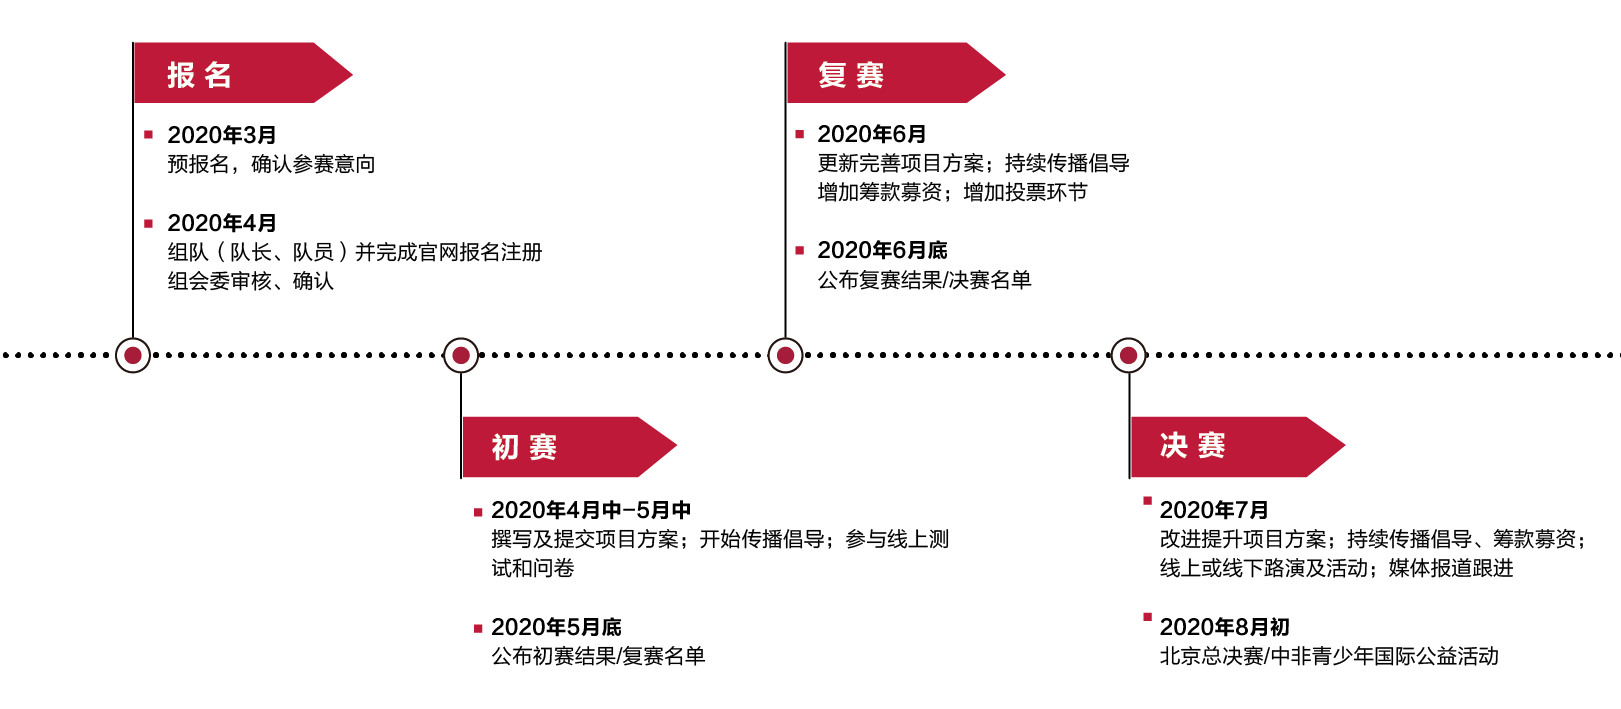 报名
2020年3月
预报名，确认参赛意向
2020年4月
组队（队长、队员）并完成官网报名注册
组会委审核、确认
初赛
2020年4月中-5月中
撰写及提交项目方案；开始传播倡导；参与线上测
试和问卷
2020年5月底
公布初赛结果/复赛名单
复赛
2020年6月
更新完善项目方案；持续传播倡导
增加筹款募资；增加投票环节
2020年6月底
公布复赛结果/决赛名单
决赛
2020年7月
改进提升项目方案；持续传播倡导、筹款募资；
线上或线下路演及活动；媒体报道跟进
2020年8月初
北京总决赛/中非青少年国际公益活动